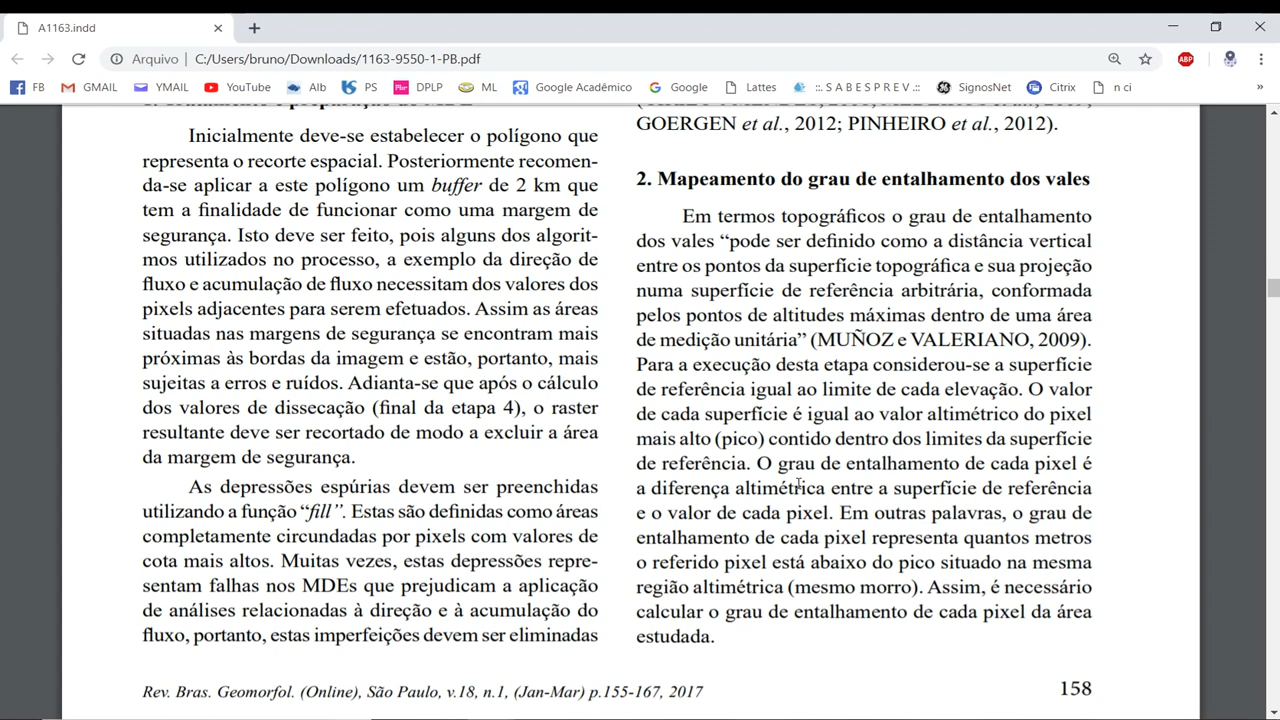 A1163.indd
Arquivo
C:/Users/bruno/Downloads/1163-9550-1-PB.pdf
ABP
FB
GMAIL
YMAIL
YouTube
Alb
PS
DPLP
ML
Google Acadêmico
Google
Lattes
.:: S A B E S P R E V .::
SignosNet
Citrix
n ci
»
Inicialmente deve-se estabelecer o polígono que
representa o recorte espacial. Posteriormente recomen-
da-se aplicar a este polígono um buffer de 2 km que
tem a finalidade de funcionar como uma margem de
segurança. Isto deve ser feito, pois alguns dos algorit-
mos utilizados no processo, a exemplo da direção de
fluxo e acumulação de fluxo necessitam dos valores dos
pixels adjacentes para serem efetuados. Assim as áreas
situadas nas margens de segurança se encontram mais
próximas às bordas da imagem e estão, portanto, mais
sujeitas a erros e ruídos. Adianta-se que após o cálculo
dos valores de dissecação (final da etapa 4), o raster
resultante deve ser recortado de modo a excluir a área
da margem de segurança.
As depressões espúrias devem ser preenchidas
utilizando a função “fill”. Estas são definidas como áreas
completamente circundadas por pixels com valores de
cota mais altos. Muitas vezes, estas depressões repre-
sentam falhas nos MDEs que prejudicam a aplicação
de análises relacionadas à direção e à acumulação do
fluxo, portanto, estas imperfeições devem ser eliminadas
GOERGEN et al., 2012; PINHEIRO et al., 2012).
2. Mapeamento do grau de entalhamento dos vales
Em termos topográficos o grau de entalhamento
dos vales “pode ser definido como a distância vertical
entre os pontos da superfície topográfica e sua projeção
numa superfície de referência arbitrária, conformada
pelos pontos de altitudes máximas dentro de uma área
de medição unitária” (MUÑOZ e VALERIANO, 2009).
Para a execução desta etapa considerou-se a superfície
de referência igual ao limite de cada elevação. O valor
de cada superfície é igual ao valor altimétrico do pixel
mais alto (pico) contido dentro dos limites da superfície
de referência. O grau de entalhamento de cada pixel é
a diferença altimétrica entre a superfície de referência
e o valor de cada pixel. Em outras palavras, o grau de
entalhamento de cada pixel representa quantos metros
o referido pixel está abaixo do pico situado na mesma
região altimétrica (mesmo morro). Assim, é necessário
calcular o grau de entalhamento de cada pixel da área
estudada.
Rev. Bras. Geomorfol. (Online), São Paulo, v.18, n.1, (Jan-Mar) p.155-167, 2017
158